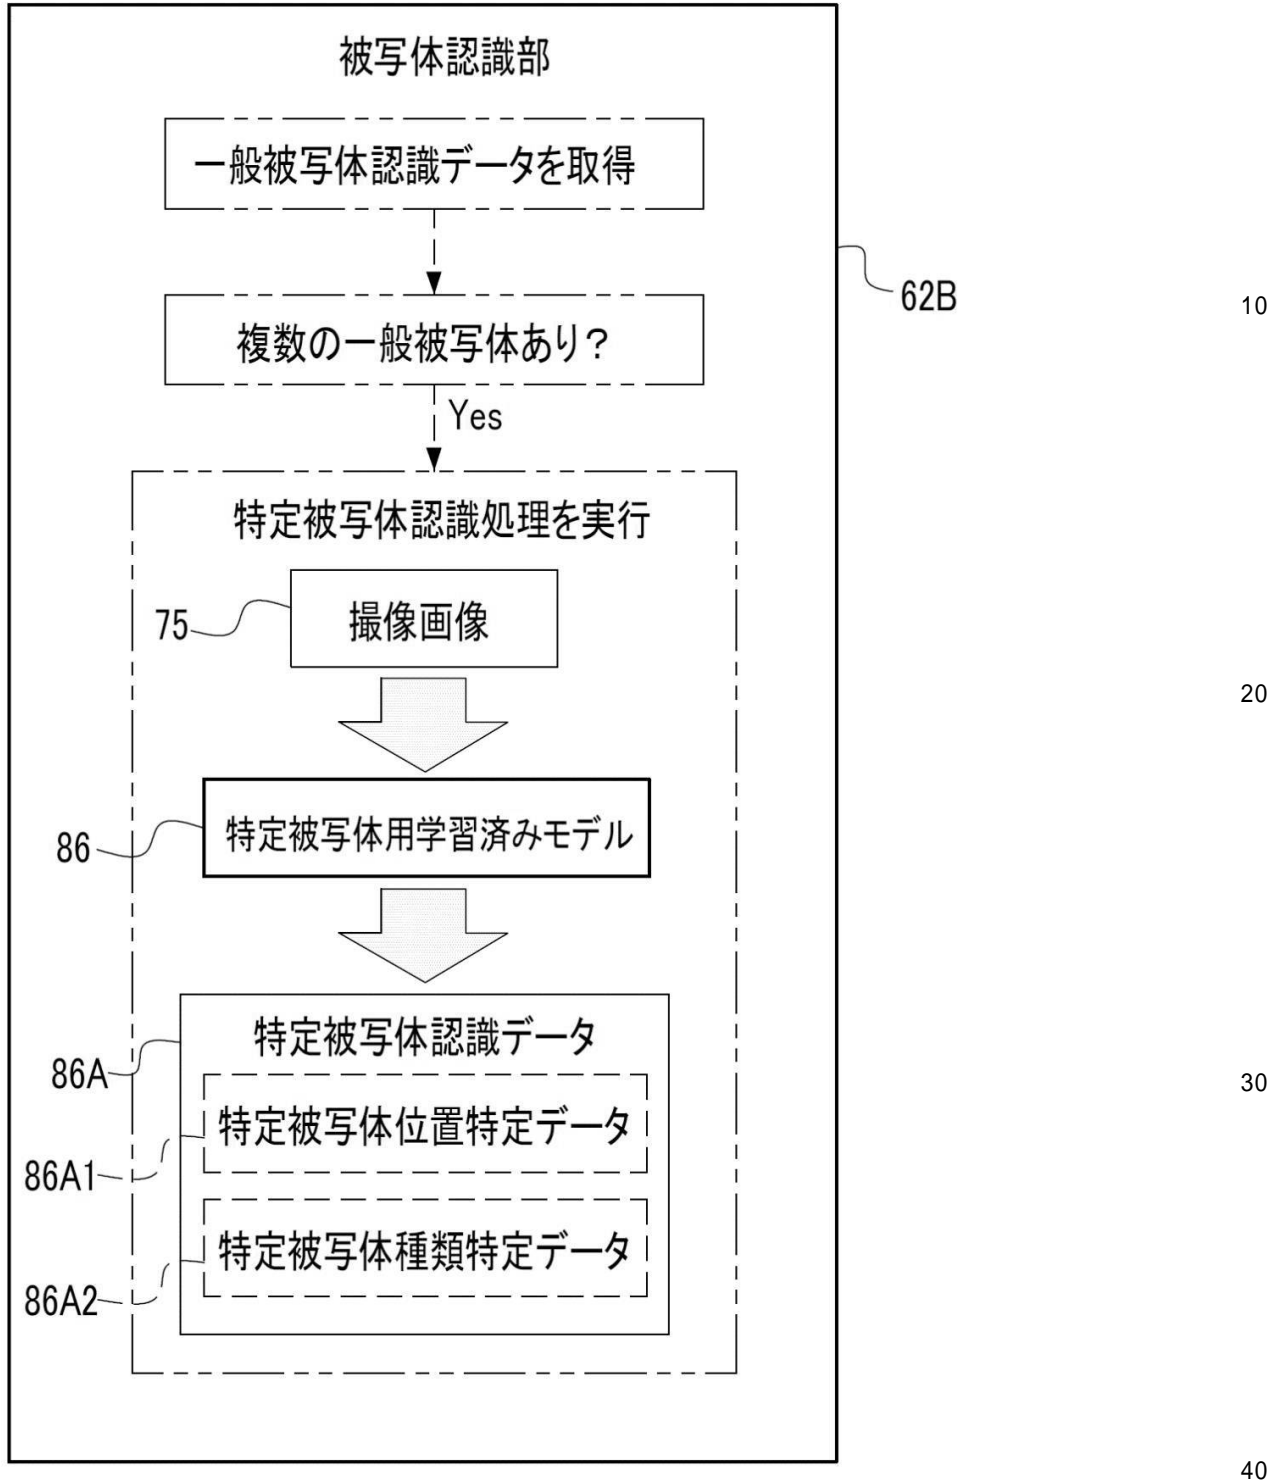 被写体認識部
一般被写体認識データを取得
62B
10
複数の一般被写体あり?
Yes
特定被写体認識処理を実行
75
撮像画像
20
86
特定被写体用学習済みモデル
特定被写体認識データ
86A
30
特定被写体位置特定データ
86A1
特定被写体種類特定データ
86A2
40